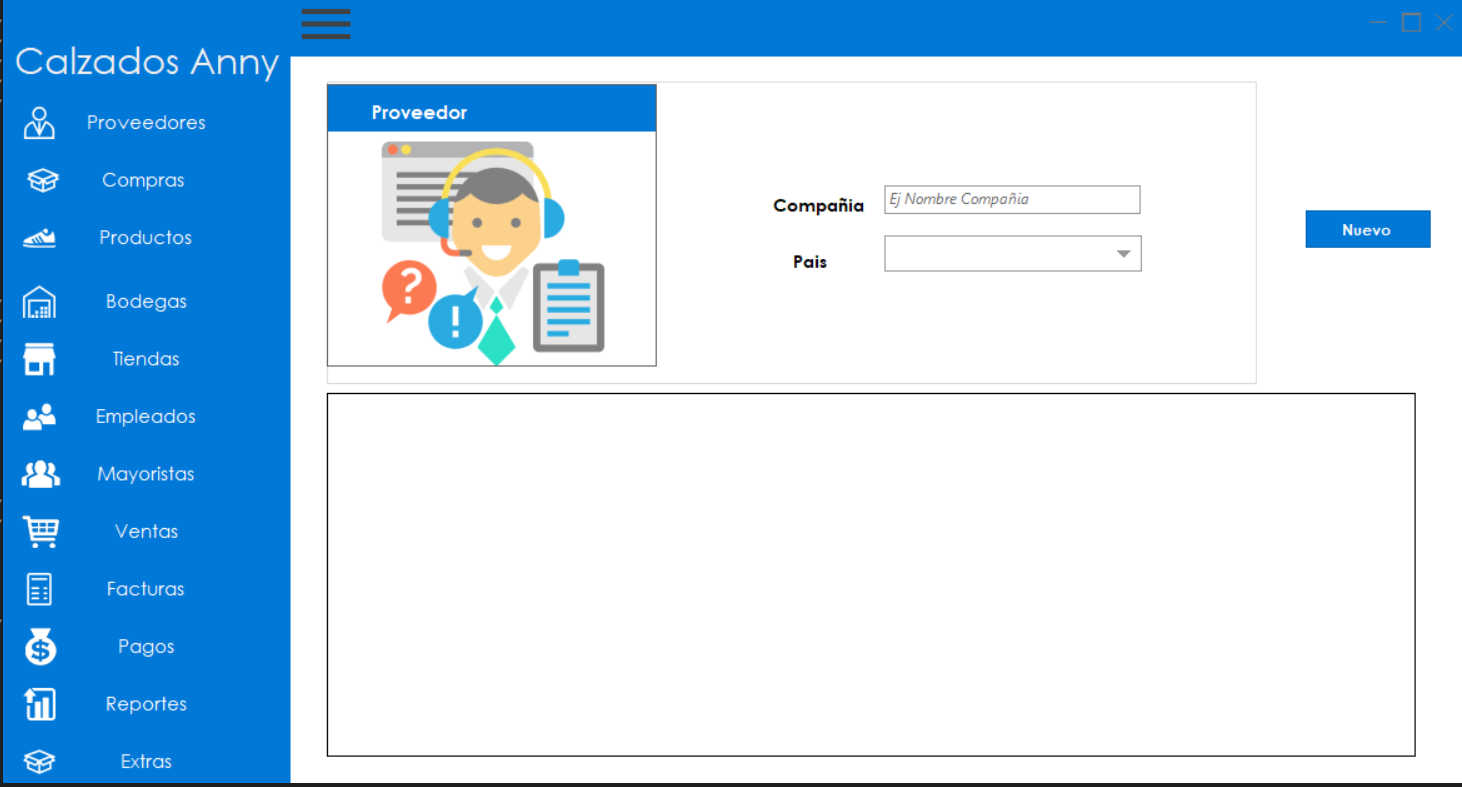 Calzados Anny
Proveedores
Compras
Productos
Bodegas
Tiendas
Empleados
Mayoristas
Ventas
Facturas
Pagos
Reportes
Extras
Proveedor
?
!
Compañia
Ej Nombre Compañia
Pais
Nuevo
$